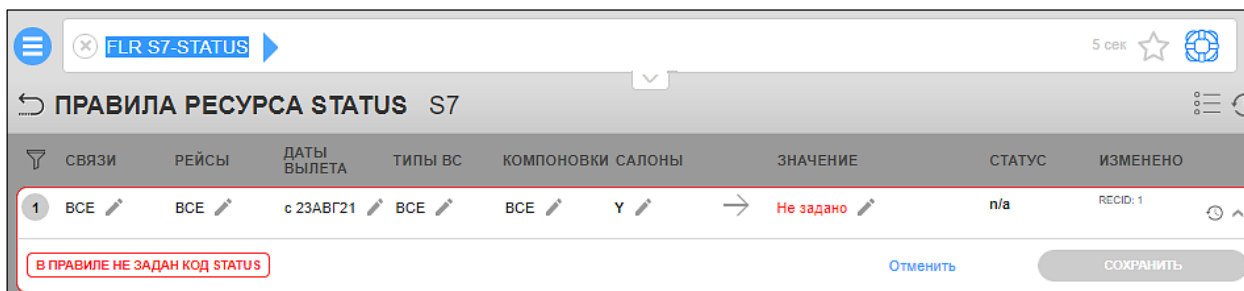 FLR S7-STATUS 5 сек
ПРАВИЛА РЕСУРСА STATUS S7
СВЯЗИ РЕЙСЫ ДАТЫ ВЫЛЕТА ТИПЫ ВС КОМПОНОВКИ САЛОНЫ ЗНАЧЕНИЕ СТАТУС ИЗМЕНЕНО
1 ВСЕ ВСЕ с 23АВГ21 ВСЕ ВСЕ Y Не задано n/a RECID: 1
В ПРАВИЛЕ НЕ ЗАДАН КОД STATUS Отменить СОХРАНИТЬ